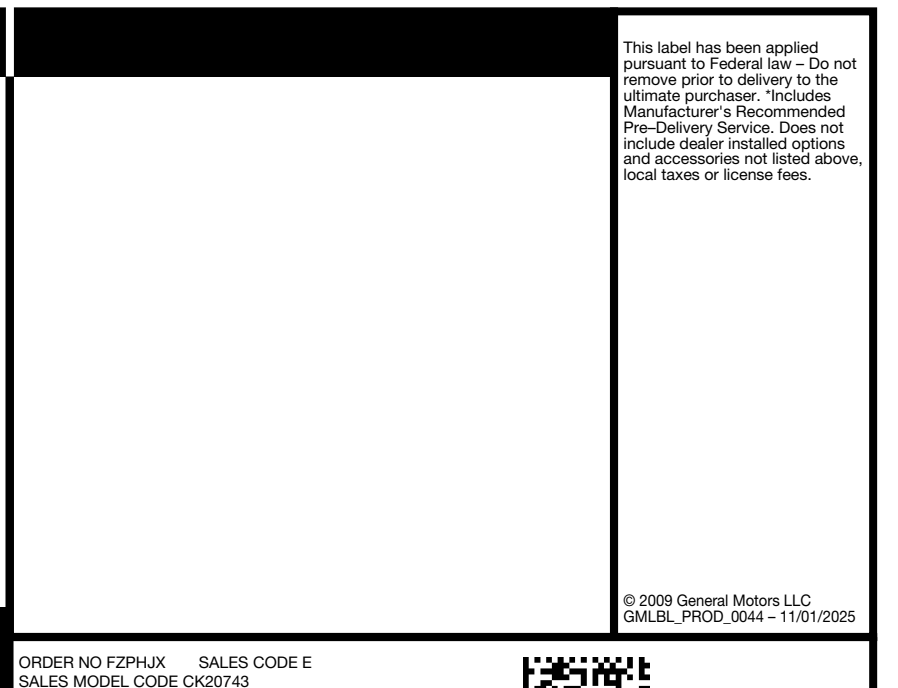 This label has been applied
pursuant to Federal law – Do not
remove prior to delivery to the
ultimate purchaser. *Includes
Manufacturer's Recommended
Pre–Delivery Service. Does not
include dealer installed options
and accessories not listed above,
local taxes or license fees.
© 2009 General Motors LLC
GMLBL_PROD_0044 – 11/01/2025
ORDER NO FZPHJX SALES CODE E
SALES MODEL CODE CK20743